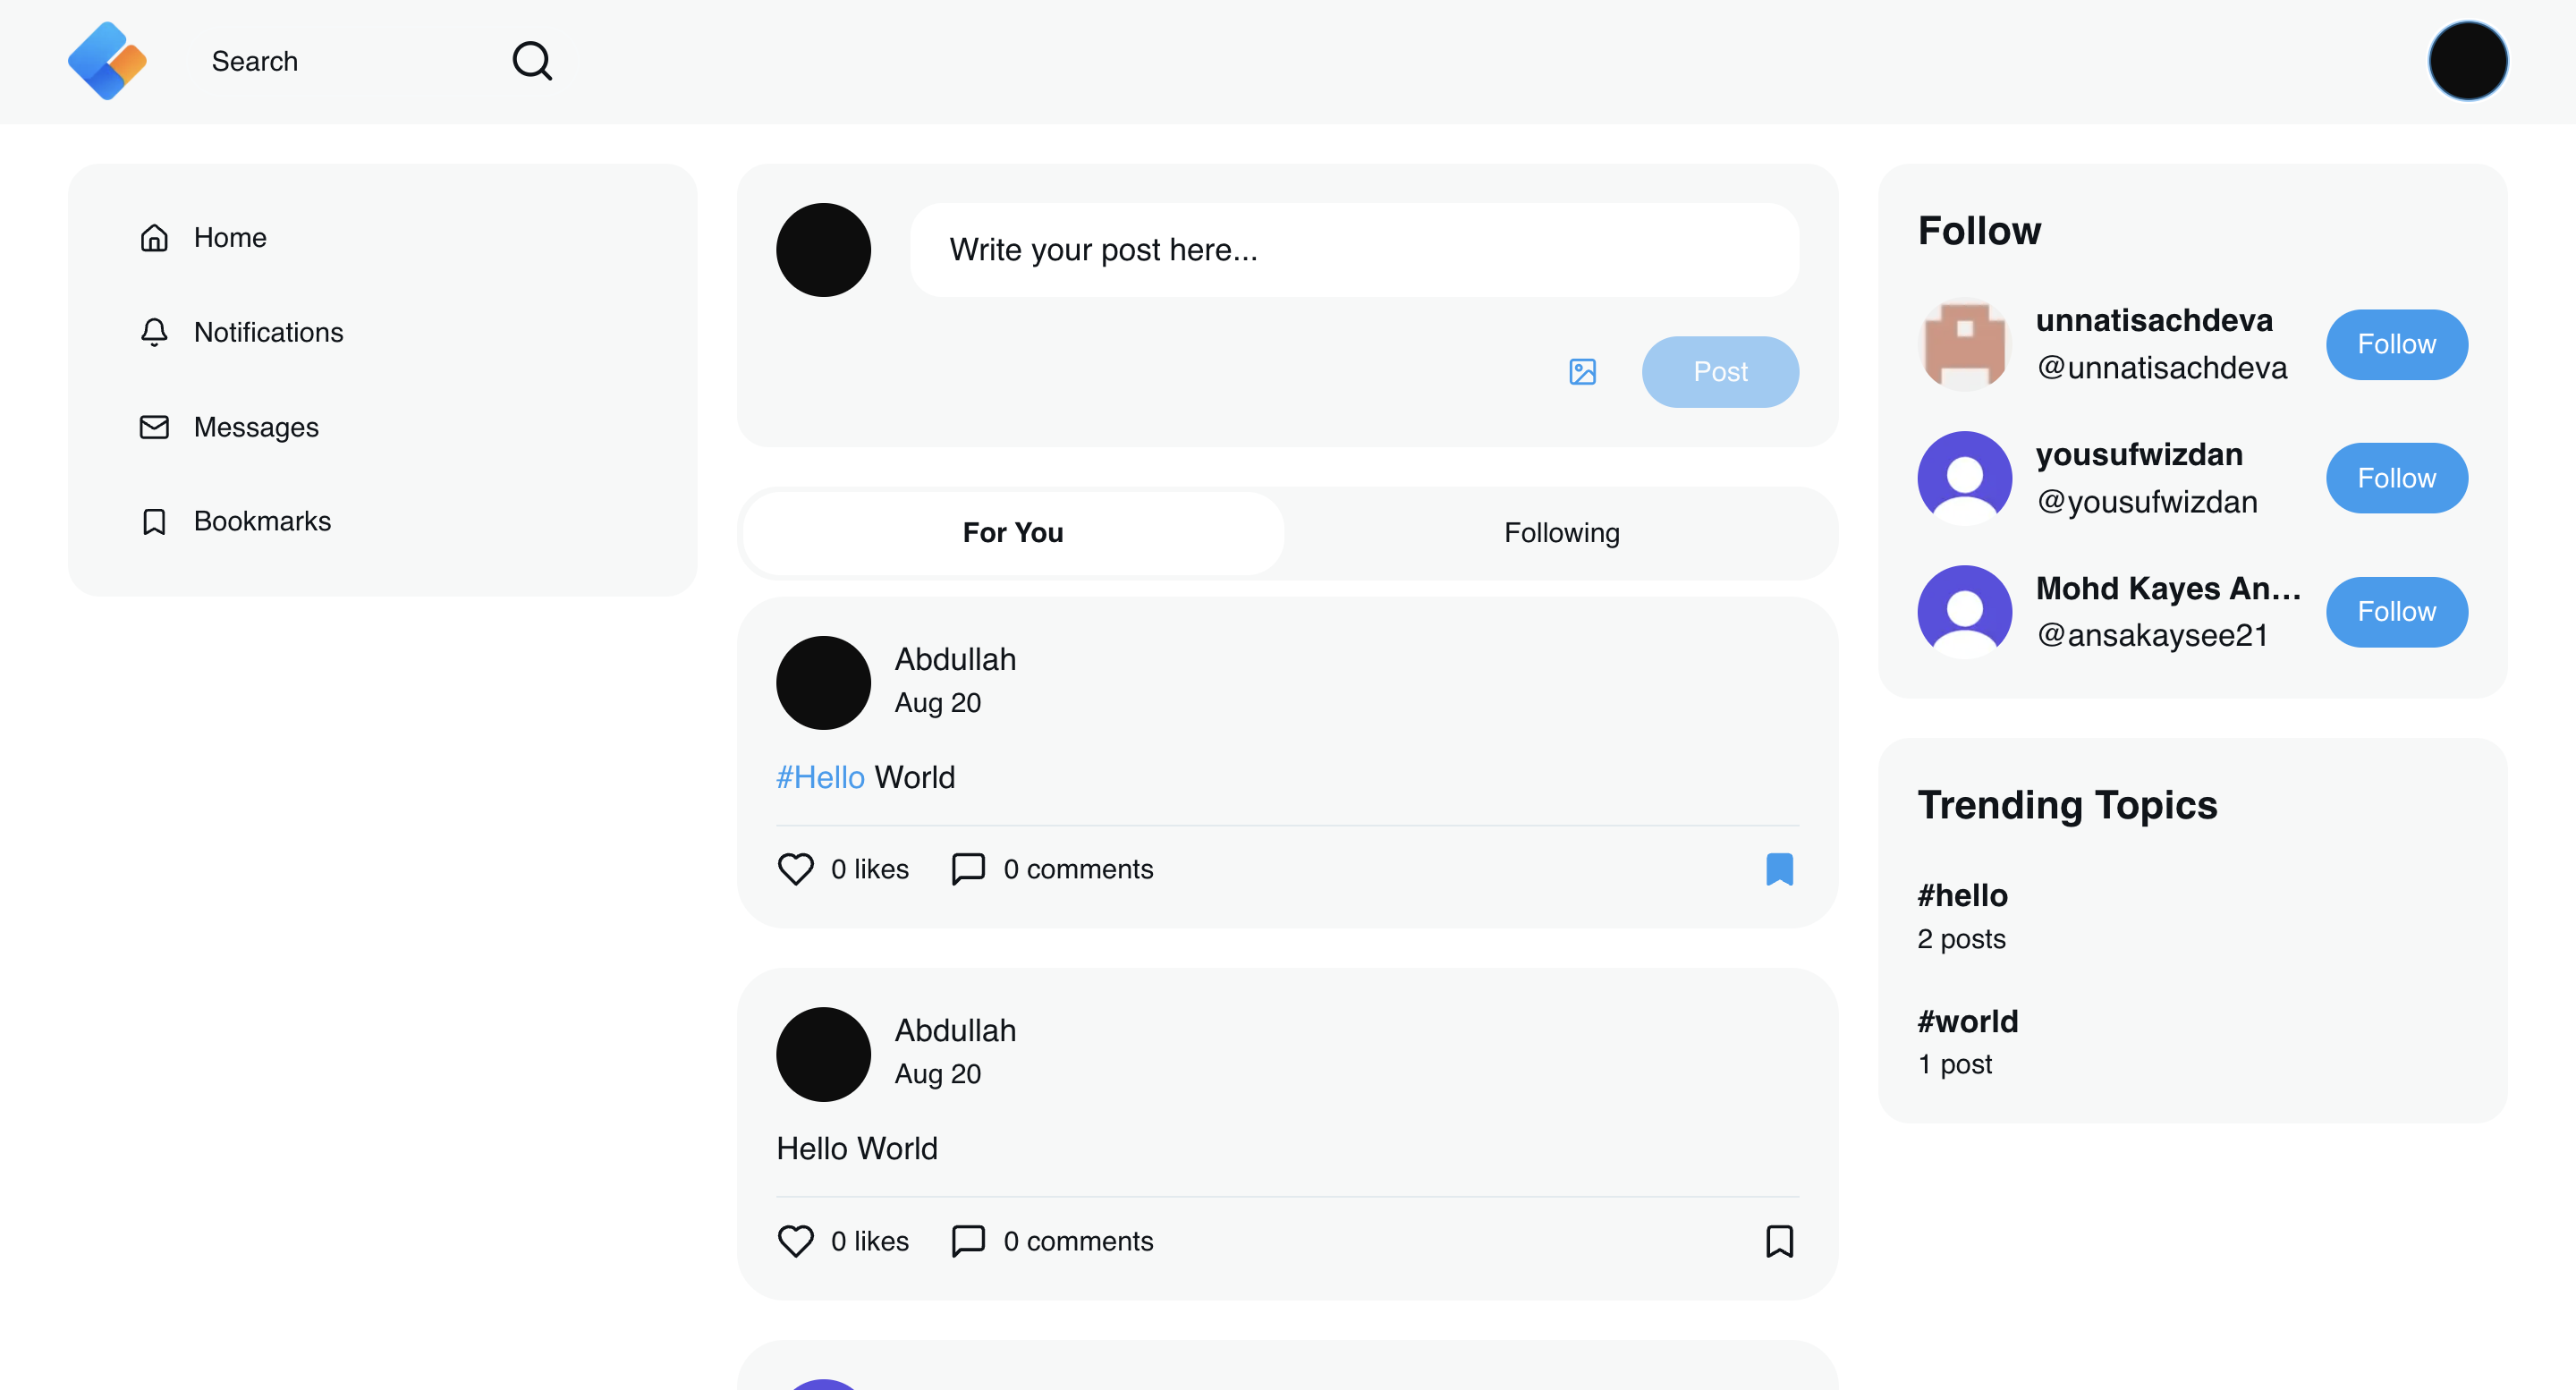 Search
Home
Notifications
Messages
Bookmarks
Write your post here...
Post
For You
Following
Abdullah
Aug 20
#Hello World
0 likes
0 comments
Abdullah
Aug 20
Hello World
0 likes
0 comments
Follow
unnatisachdeva
@unnatisachdeva
Follow
yousufwizdan
@yousufwizdan
Follow
Mohd Kayes An...
@ansakaysee21
Follow
Trending Topics
#hello
2 posts
#world
1 post